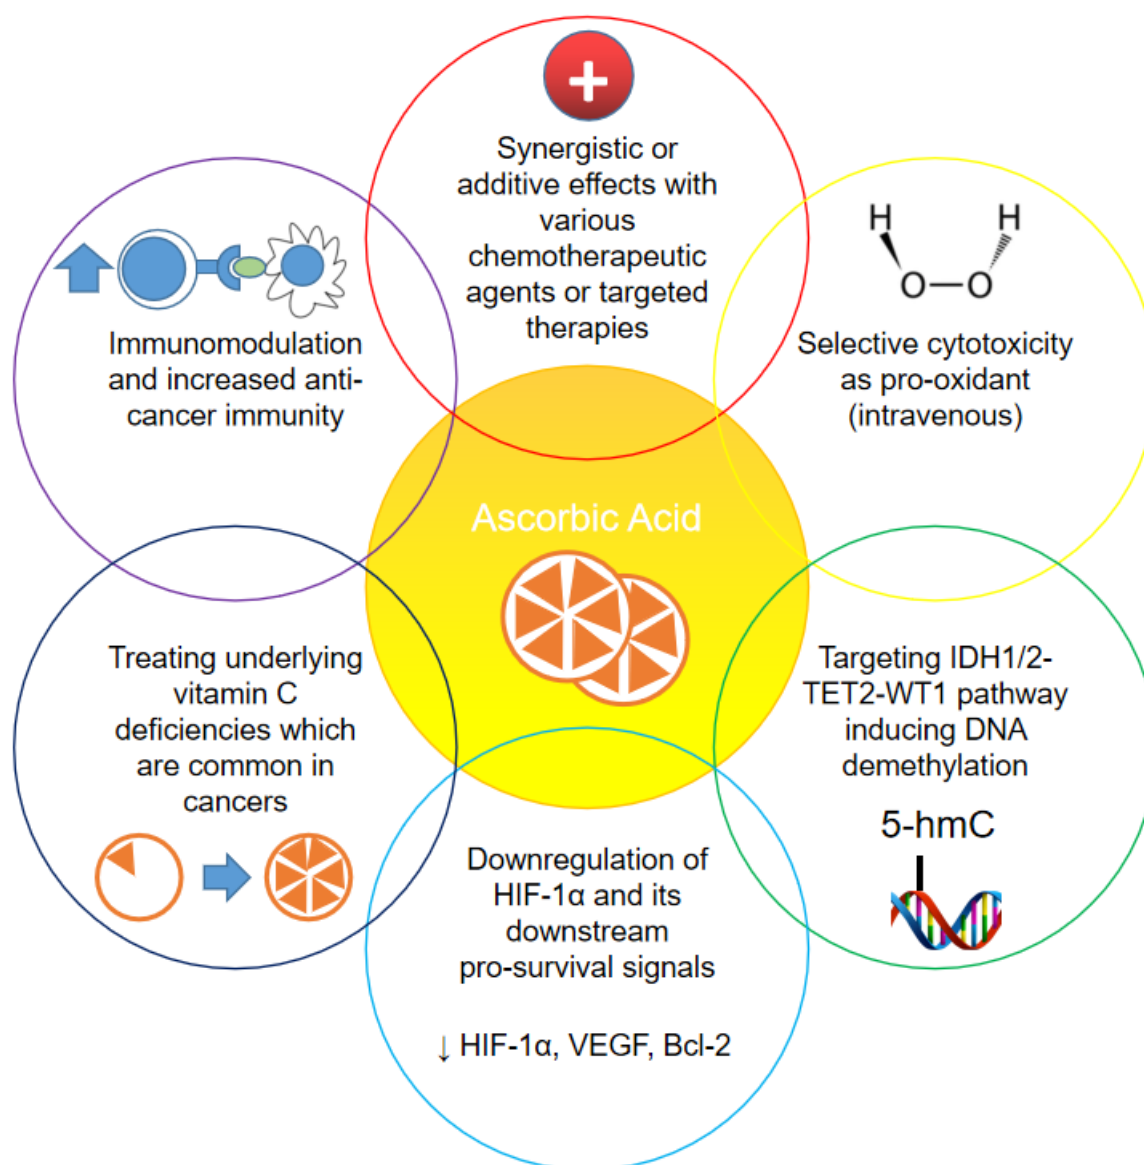 +
Synergistic or
additive effects with
various
chemotherapeutic
agents or targeted
therapies
H
H
O
O
Selective cytotoxicity
as pro-oxidant
(intravenous)
Immunomodulation
and increased anti-
cancer immunity
Ascorbic Acid
Treating underlying
vitamin C
deficiencies which
are common in
cancers
Targeting IDH1/2-
TET2-WT1 pathway
inducing DNA
demethylation
5-hmC
Downregulation of
HIF-1α and its
downstream
pro-survival signals
↓ HIF-1α, VEGF, Bcl-2